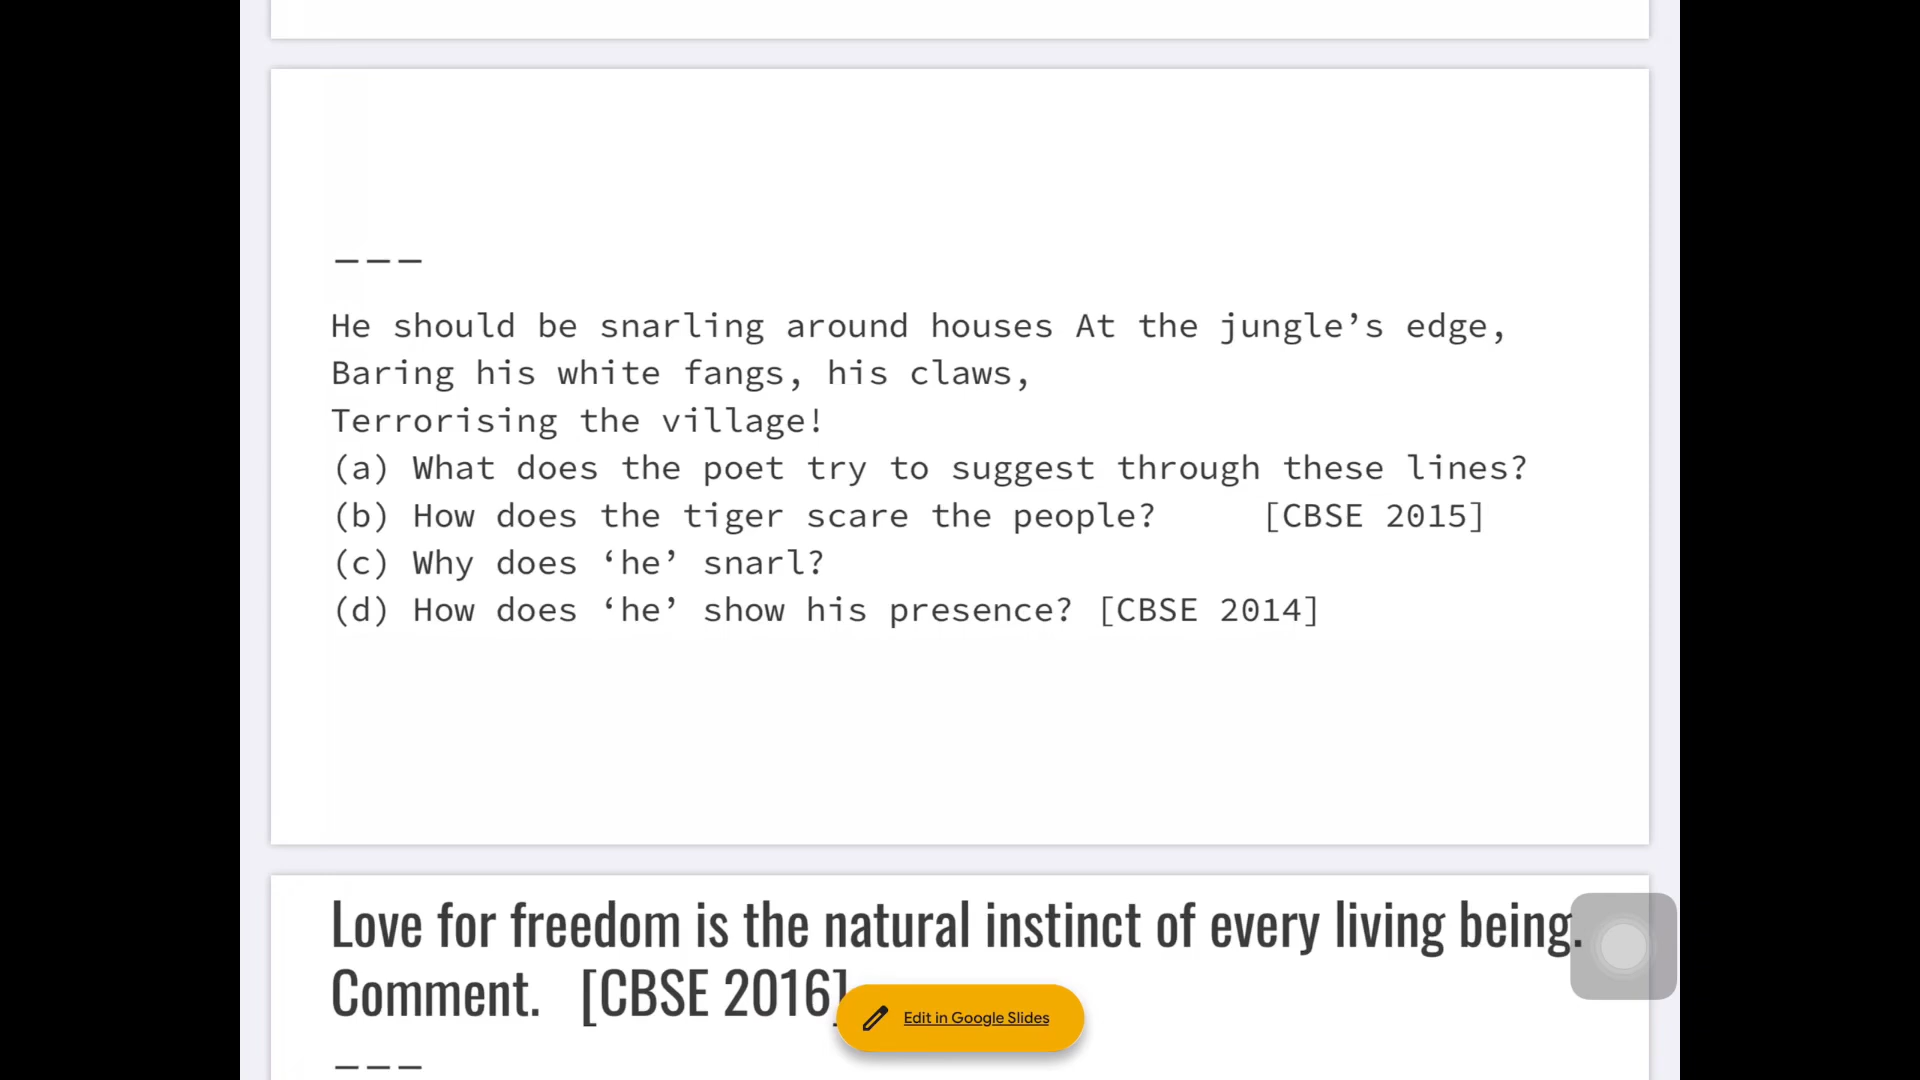 ———
He should be snarling around houses At the jungle’s edge,
Baring his white fangs, his claws,
Terrorising the village!
(a) What does the poet try to suggest through these lines?
(b) How does the tiger scare the people? [CBSE 2015]
(c) Why does ‘he’ snarl?
(d) How does ‘he’ show his presence? [CBSE 2014]
Love for freedom is the natural instinct of every living being.
Comment. [CBSE 2016]
Edit in Google Slides
———